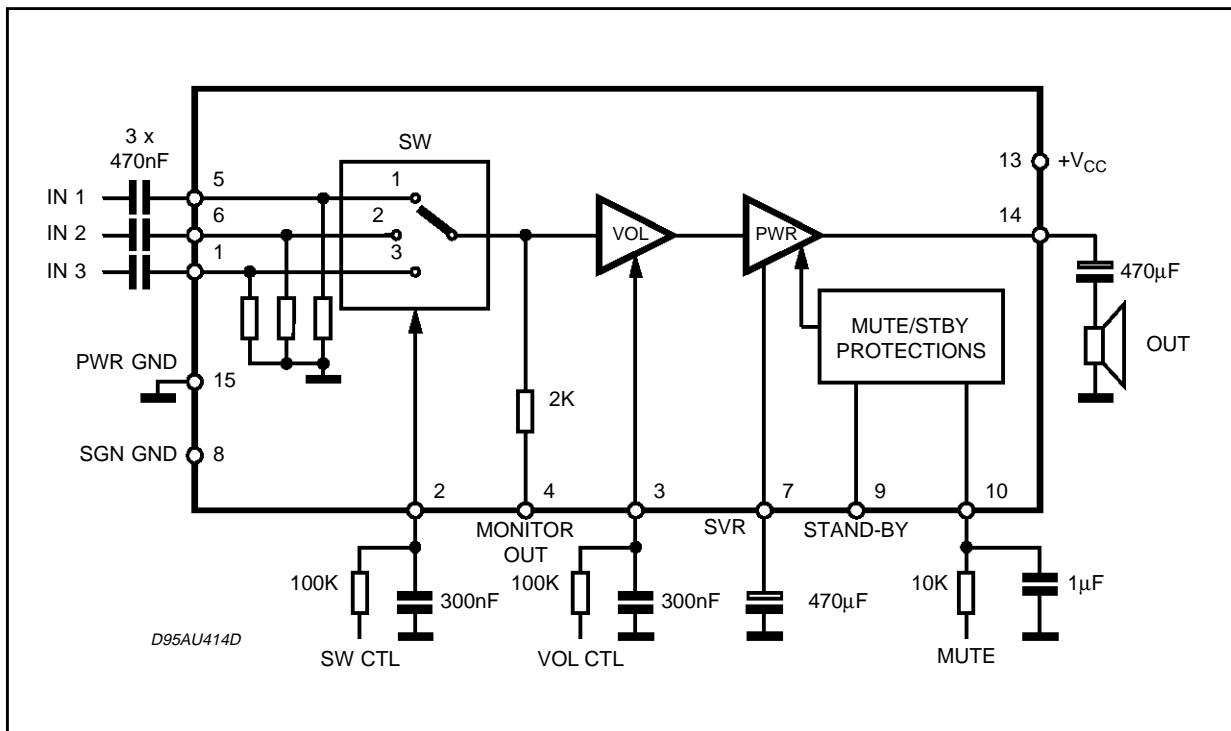 3 x
470nF
SW
13
+VCC
IN 1
5
1
14
IN 2
6
2
VOL
PWR
IN 3
1
3
470μF
MUTE/STBY
PROTECTIONS
OUT
PWR GND
15
2K
SGN GND
8
2
4
3
7
9
10
MONITOR
OUT
SVR
STAND-BY
100K
300nF
100K
300nF
470μF
10K
1μF
D95AU414D
SW CTL
VOL CTL
MUTE